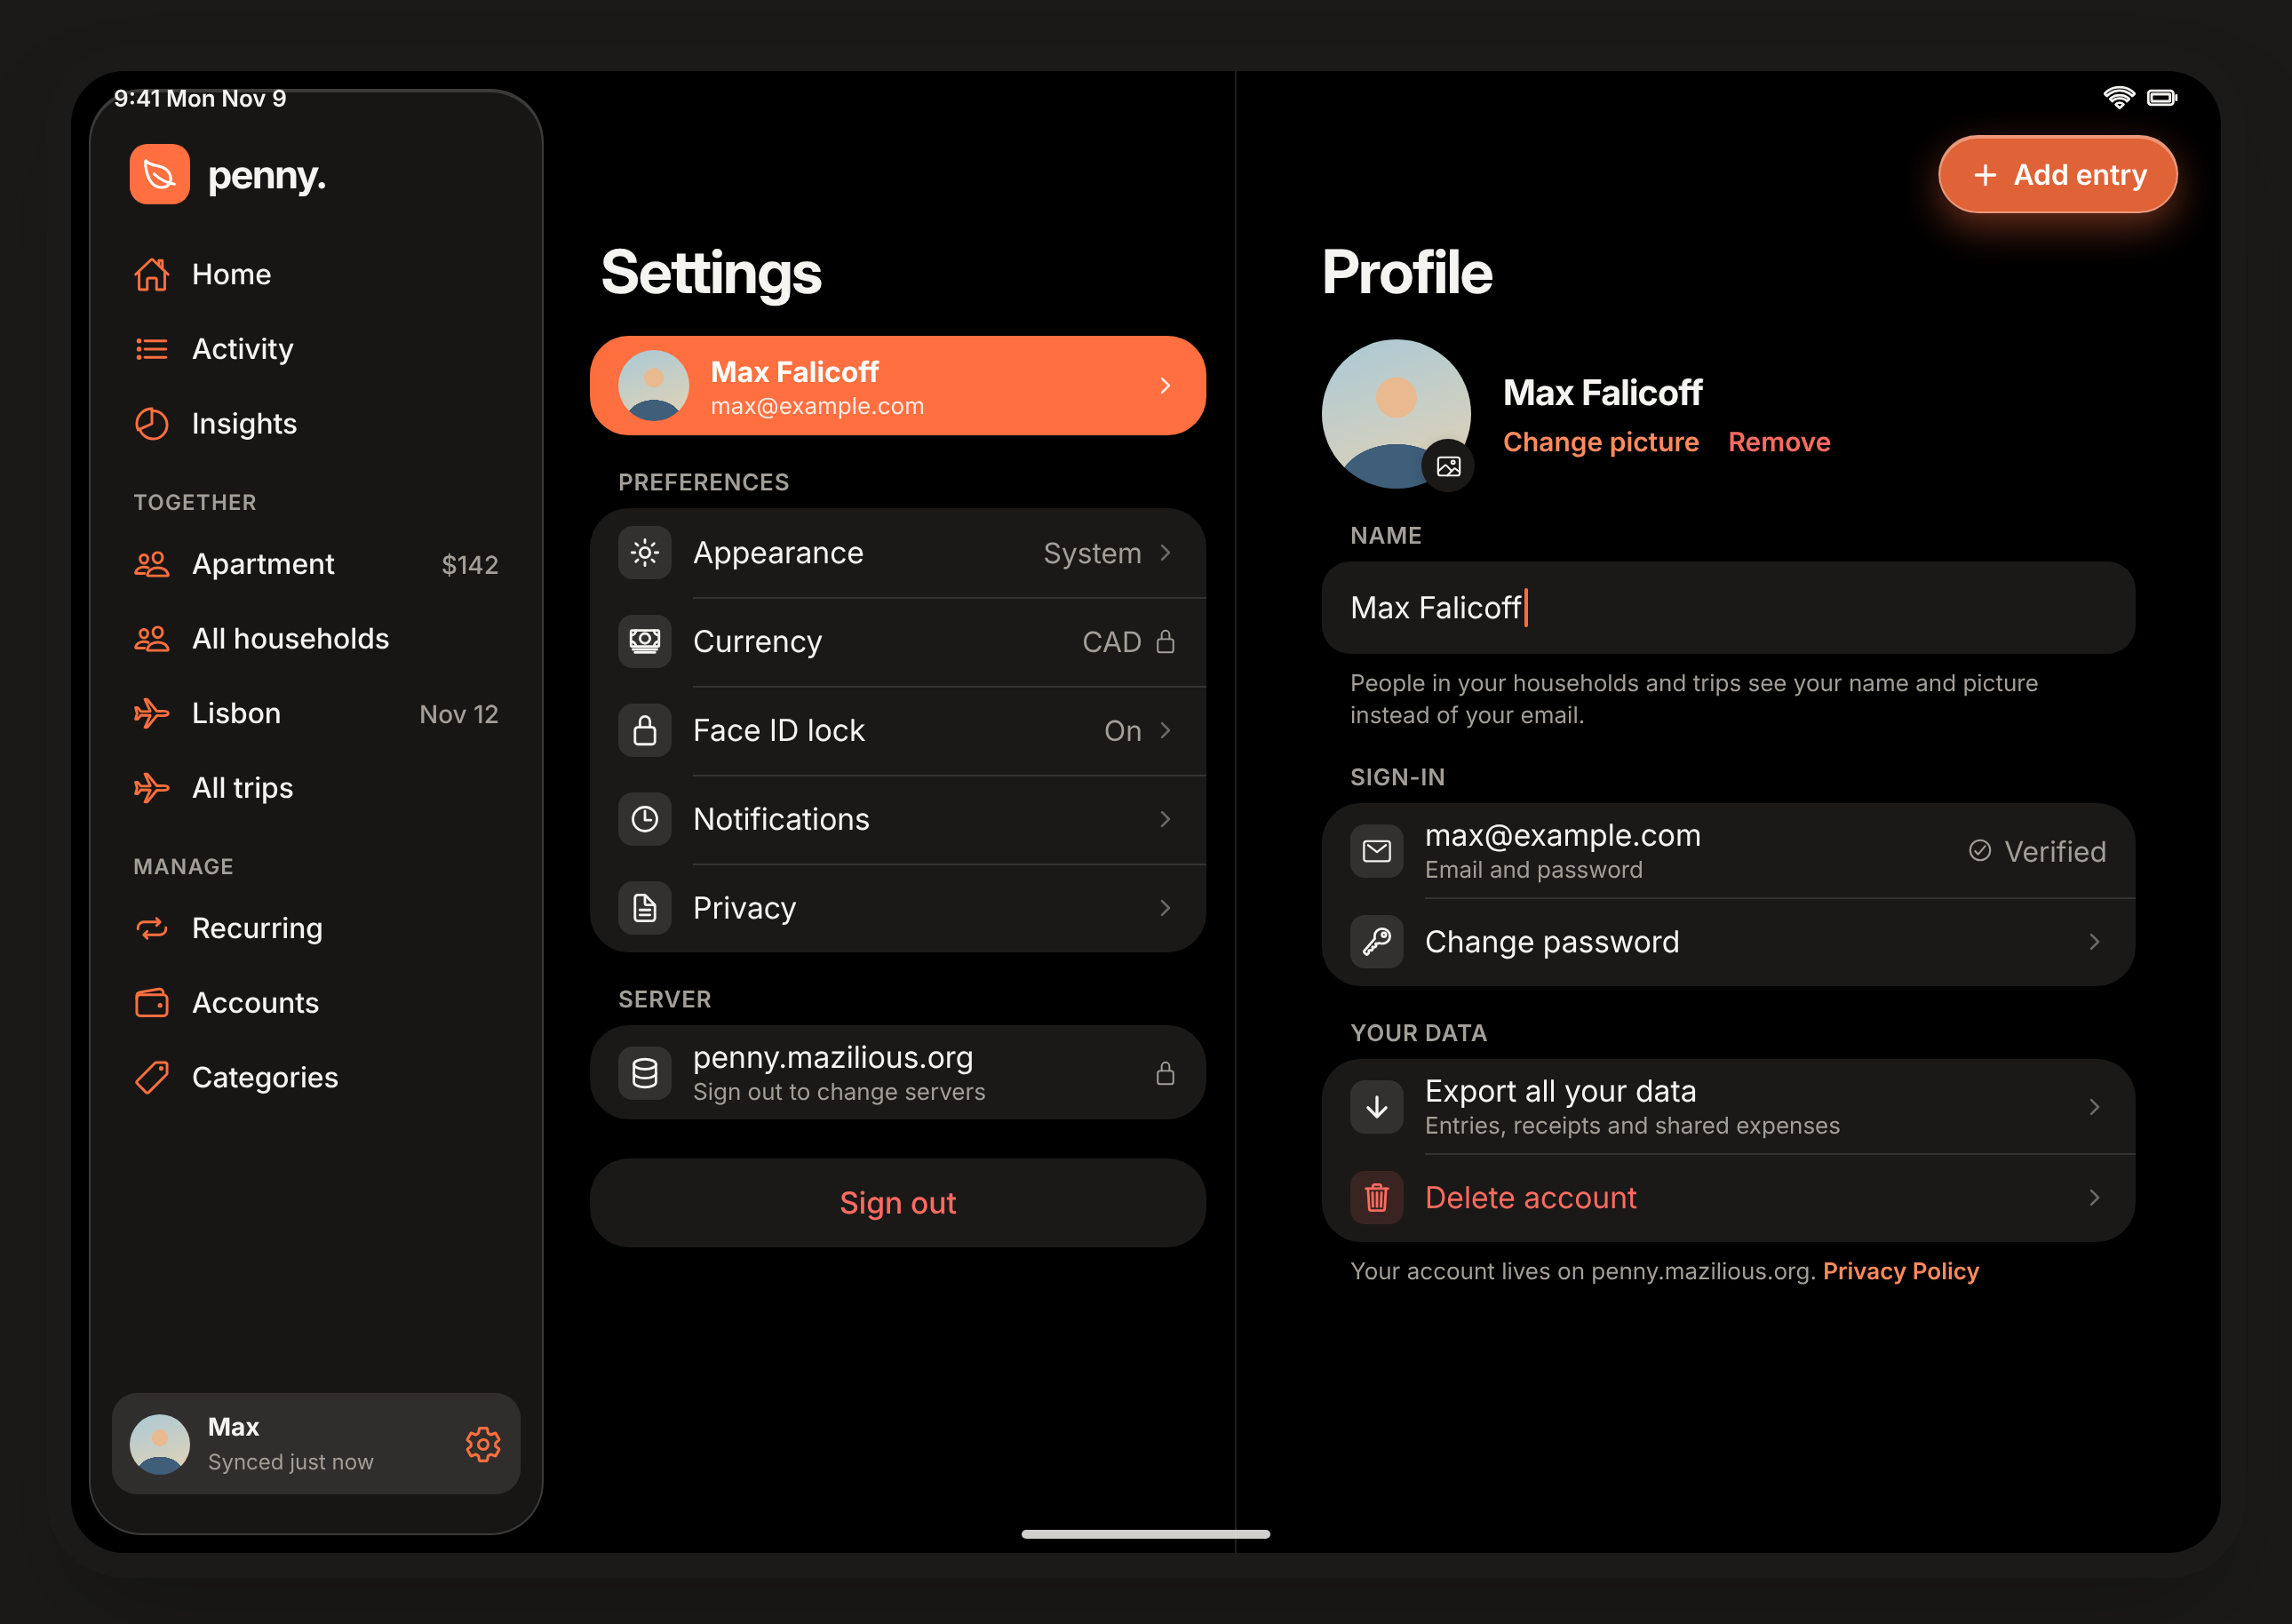 9:41 Mon Nov 9
penny.
Home
Activity
Insights
TOGETHER
Apartment $142
All households
Lisbon Nov 12
All trips
MANAGE
Recurring
Accounts
Categories
Max
Synced just now
Settings
Max Falicoff
max@example.com
PREFERENCES
Appearance System
Currency CAD
Face ID lock On
Notifications
Privacy
SERVER
penny.mazilious.org
Sign out to change servers
Sign out
Add entry
Profile
Max Falicoff
Change picture Remove
NAME
Max Falicoff
People in your households and trips see your name and picture
instead of your email.
SIGN-IN
max@example.com
Email and password
Verified
Change password
YOUR DATA
Export all your data
Entries, receipts and shared expenses
Delete account
Your account lives on penny.mazilious.org. Privacy Policy